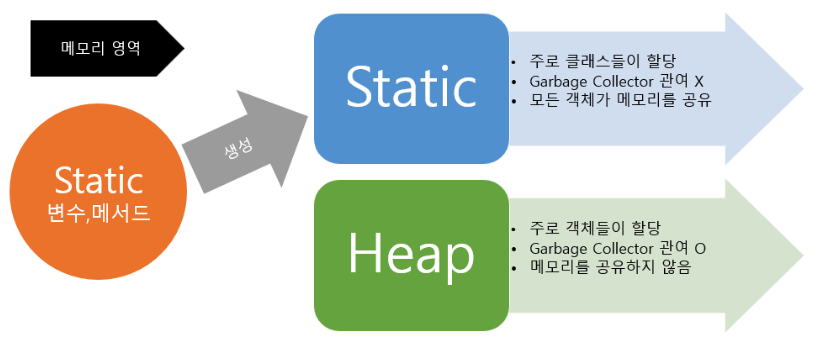 메모리 영역
Static
변수,메서드
생성
Static
• 주로 클래스들이 할당
• Garbage Collector 관여 X
• 모든 객체가 메모리를 공유
Heap
• 주로 객체들이 할당
• Garbage Collector 관여 O
• 메모리를 공유하지 않음